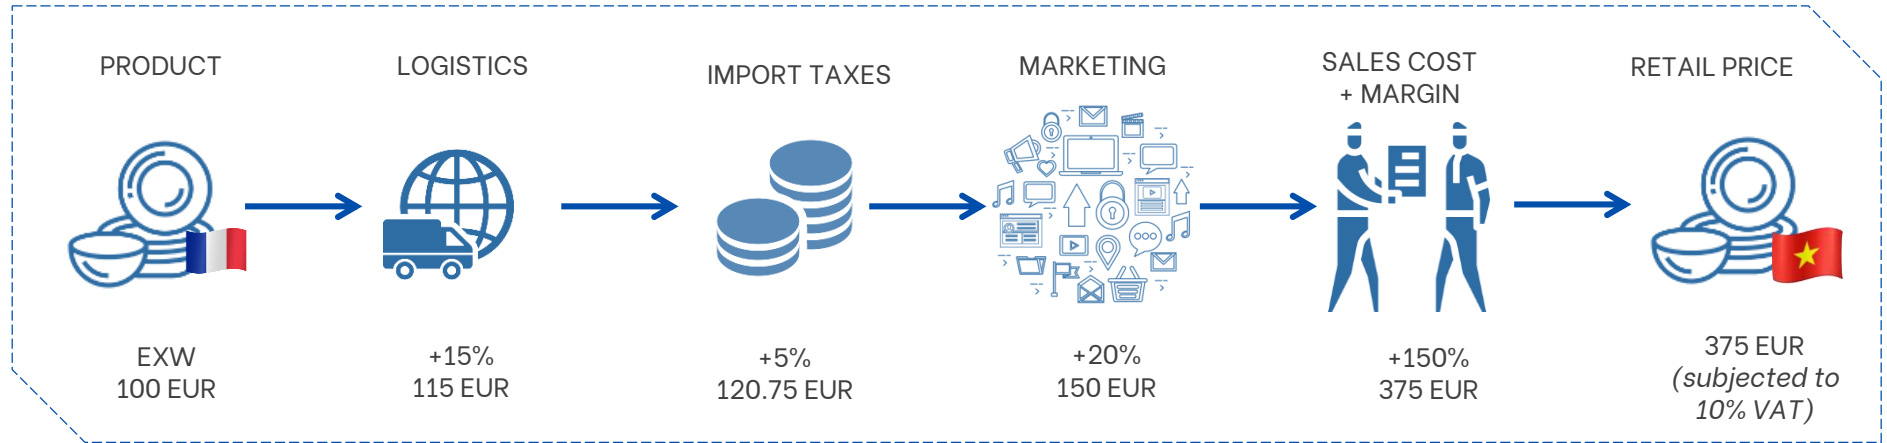 PRODUCT
EXW
100 EUR
LOGISTICS
+15%
115 EUR
IMPORT TAXES
+5%
120.75 EUR
MARKETING
+20%
150 EUR
SALES COST
+ MARGIN
+150%
375 EUR
RETAIL PRICE
375 EUR
(subjected to
10% VAT)